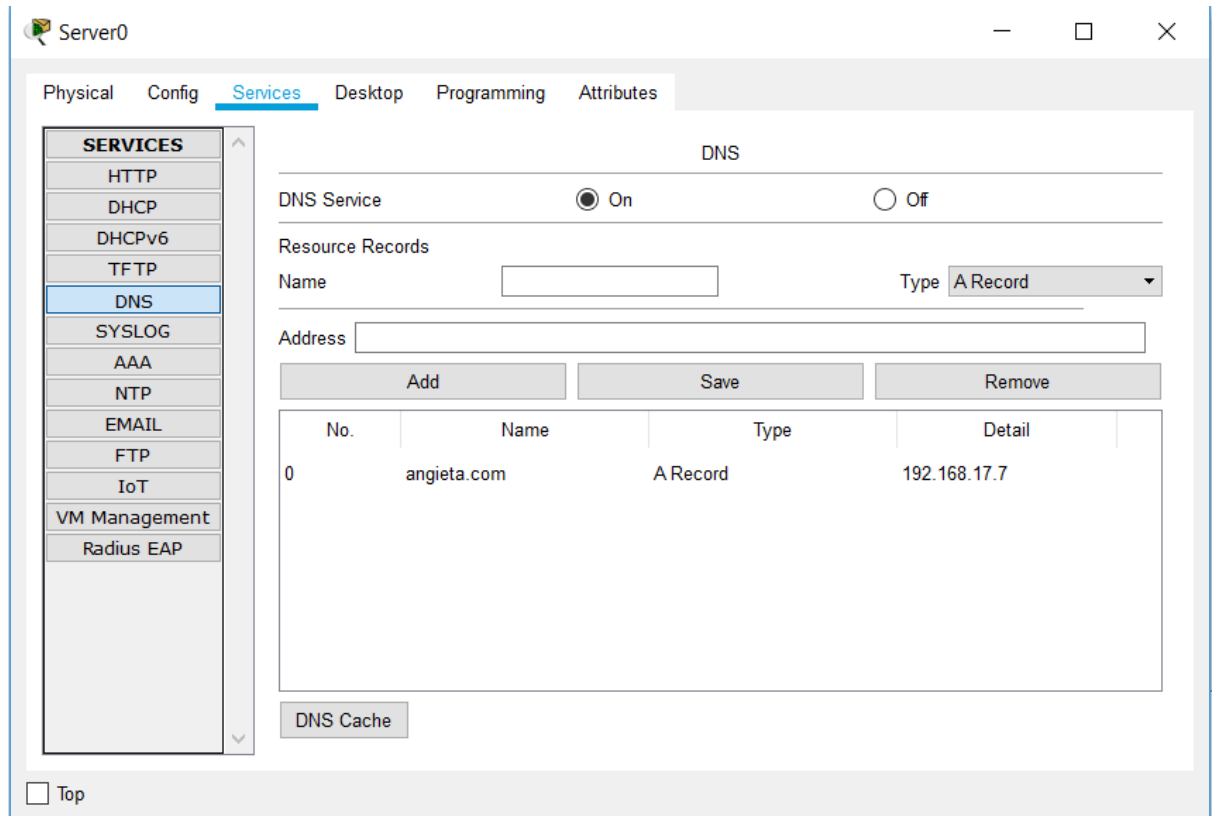 Server0
Physical Config Services Desktop Programming Attributes
SERVICES
HTTP
DHCP
DHCPv6
TFTP
DNS
SYSLOG
AAA
NTP
EMAIL
FTP
IoT
VM Management
Radius EAP
DNS
DNS Service On Off
Resource Records
Name Type A Record
Address
Add Save Remove
No. Name Type Detail
0 angieta.com A Record 192.168.17.7
DNS Cache
Top